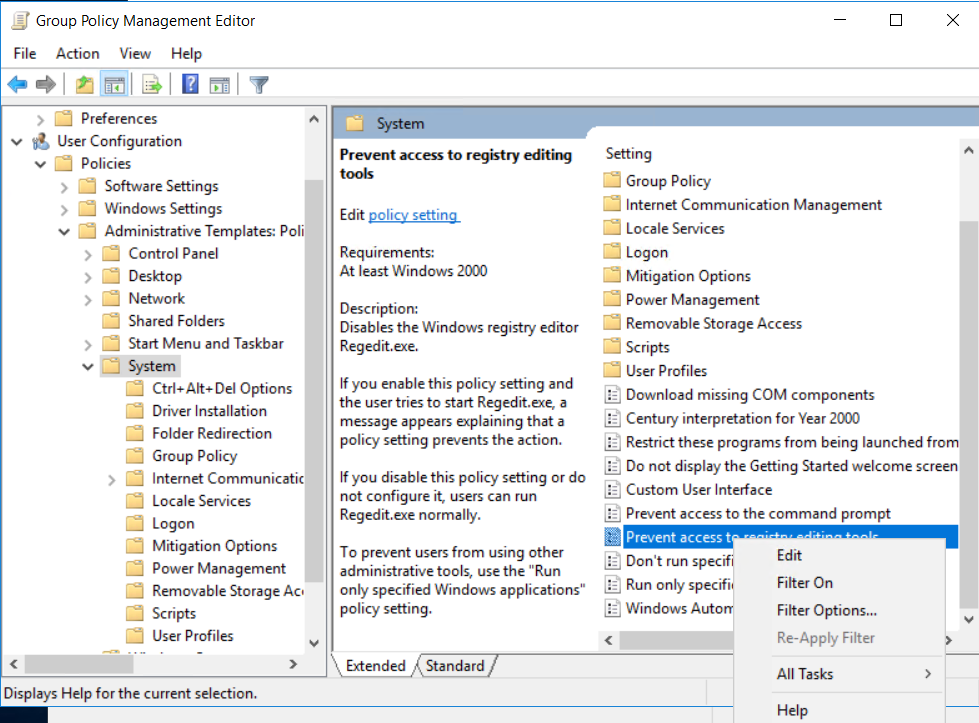 Group Policy Management Editor
File Action View Help
Preferences
User Configuration
Policies
Software Settings
Windows Settings
Administrative Templates: Poli
Control Panel
Desktop
Network
Shared Folders
Start Menu and Taskbar
System
Ctrl+Alt+Del Options
Driver Installation
Folder Redirection
Group Policy
Internet Communicatic
Locale Services
Logon
Mitigation Options
Power Management
Removable Storage Ac
Scripts
User Profiles
System
Prevent access to registry editing
tools
Edit policy setting
Requirements:
At least Windows 2000
Description:
Disables the Windows registry editor
Regedit.exe.
If you enable this policy setting and
the user tries to start Regedit.exe, a
message appears explaining that a
policy setting prevents the action.
If you disable this policy setting or do
not configure it, users can run
Regedit.exe normally.
To prevent users from using other
administrative tools, use the "Run
only specified Windows applications"
policy setting.
Setting
Group Policy
Internet Communication Management
Locale Services
Logon
Mitigation Options
Power Management
Removable Storage Access
Scripts
User Profiles
Download missing COM components
Century interpretation for Year 2000
Restrict these programs from being launched from
Do not display the Getting Started welcome screen
Custom User Interface
Prevent access to the command prompt
Prevent access to registry editing tools
Don't run specifi
Run only specifie
Windows Autom
Edit
Filter On
Filter Options...
Re-Apply Filter
All Tasks
Help
Extended Standard
Displays Help for the current selection.